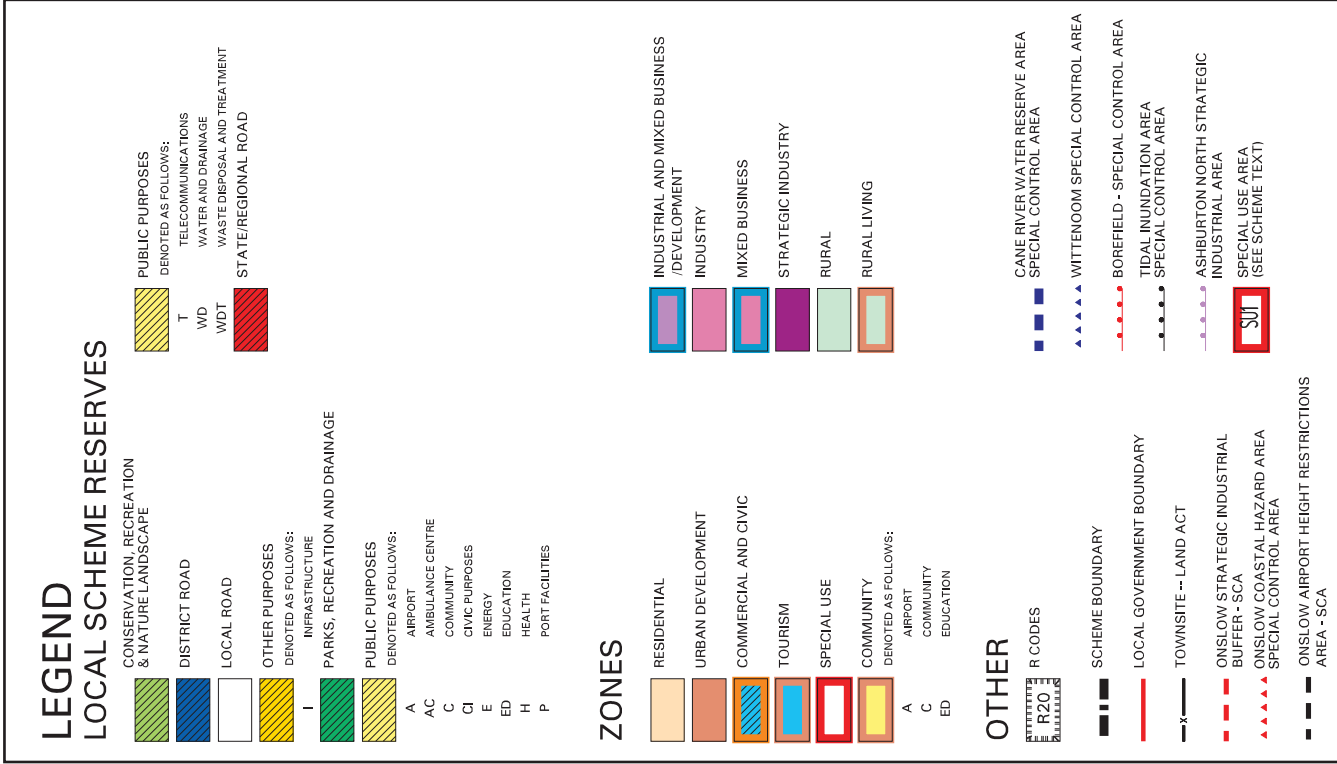 LEGEND
LOCAL SCHEME RESERVES
CONSERVATION, RECREATION
& NATURE LANDSCAPE
DISTRICT ROAD
LOCAL ROAD
OTHER PURPOSES
DENOTED AS FOLLOWS:
I INFRASTRUCTURE
PARKS, RECREATION AND DRAINAGE
PUBLIC PURPOSES
DENOTED AS FOLLOWS:
A AIRPORT
AC AMBULANCE CENTRE
C COMMUNITY
CI CIVIC PURPOSES
E ENERGY
ED EDUCATION
H HEALTH
P PORT FACILITIES
PUBLIC PURPOSES
DENOTED AS FOLLOWS:
T TELECOMMUNICATIONS
WD WATER AND DRAINAGE
WDT WASTE DISPOSAL AND TREATMENT
STATE/REGIONAL ROAD
ZONES
RESIDENTIAL
URBAN DEVELOPMENT
COMMERCIAL AND CIVIC
TOURISM
SPECIAL USE
COMMUNITY
DENOTED AS FOLLOWS:
A AIRPORT
C COMMUNITY
ED EDUCATION
INDUSTRIAL AND MIXED BUSINESS
/DEVELOPMENT
INDUSTRY
MIXED BUSINESS
STRATEGIC INDUSTRY
RURAL
RURAL LIVING
OTHER
R20 R CODES
SCHEME BOUNDARY
LOCAL GOVERNMENT BOUNDARY
x TOWNSITE -- LAND ACT
ONSLOW STRATEGIC INDUSTRIAL
BUFFER - SCA
ONSLOW COASTAL HAZARD AREA
SPECIAL CONTROL AREA
ONSLOW AIRPORT HEIGHT RESTRICTIONS
AREA - SCA
CANE RIVER WATER RESERVE AREA
SPECIAL CONTROL AREA
WITTENOOM SPECIAL CONTROL AREA
BOREFIELD - SPECIAL CONTROL AREA
TIDAL INUNDATION AREA
SPECIAL CONTROL AREA
ASHBURTON NORTH STRATEGIC
INDUSTRIAL AREA
SU1 SPECIAL USE AREA
(SEE SCHEME TEXT)